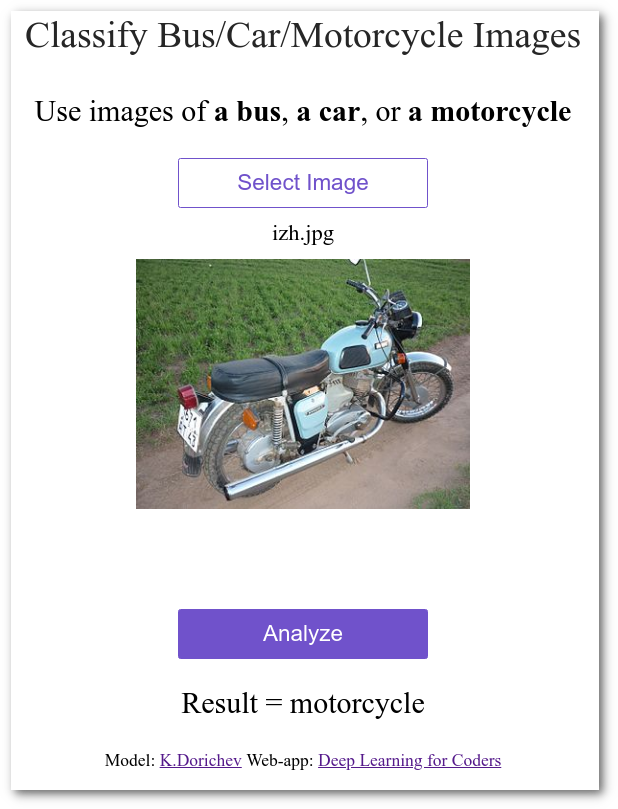 Classify Bus/Car/Motorcycle Images
Use images of a bus, a car, or a motorcycle
Select Image
izh.jpg
Analyze
Result = motorcycle
Model: K.Dorichev Web-app: Deep Learning for Coders